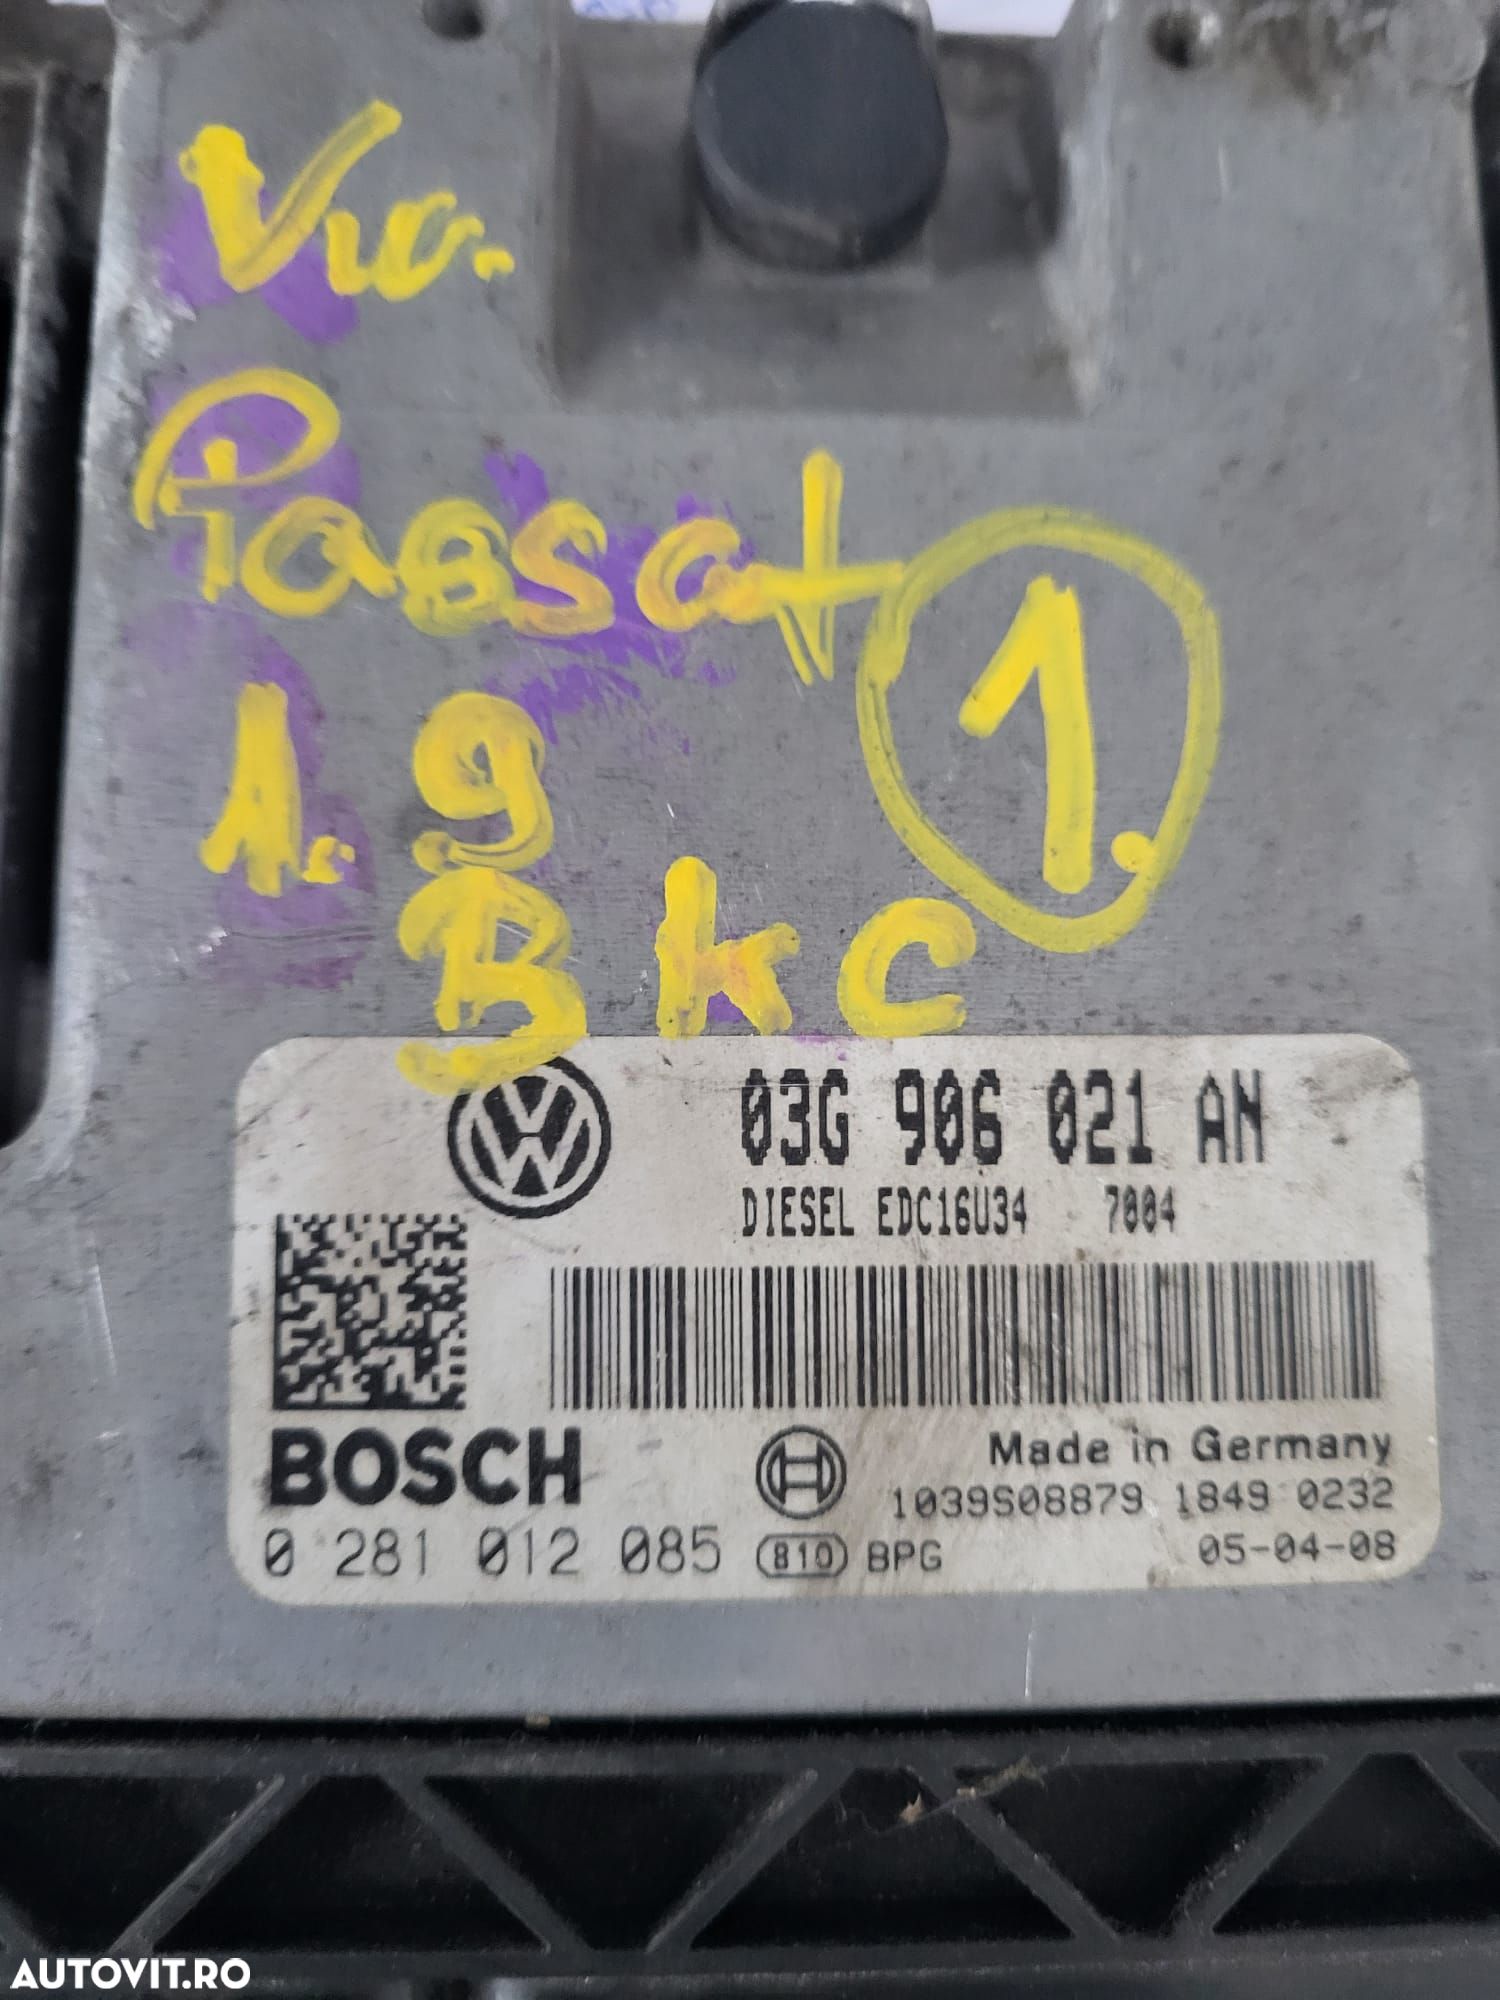 Vw.
Passat 1.
1.9
Bkc
03G 906 021 AN
DIESEL EDC16U34 7004
BOSCH
Made in Germany
1039S08879 1849 0232
0 281 012 085 810 BPG 05-04-08
AUTOVIT.RO